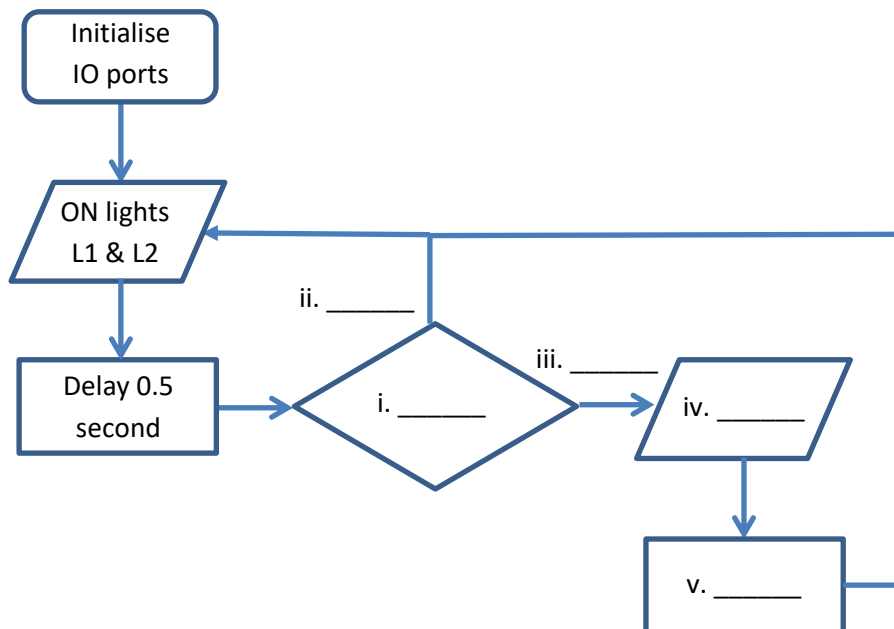 Initialise
IO ports
ON lights
L1 & L2
ii. ______
Delay 0.5
second
i. ______
iii. ______
iv. ______
v. ______